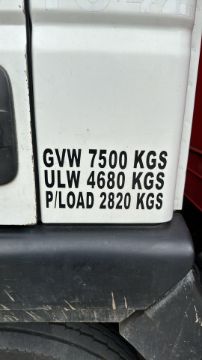 GVW 7500 KGS
ULW 4680 KGS
P/LOAD 2820 KGS